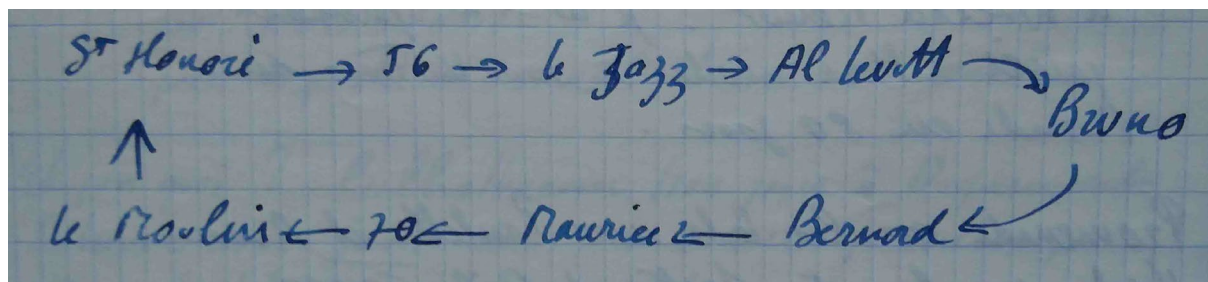 St Honoré → 56 → le Jazz → Al Levitt →
Bruno
↑
le Moulin ← 70 ← Maurice ← Bernard ←